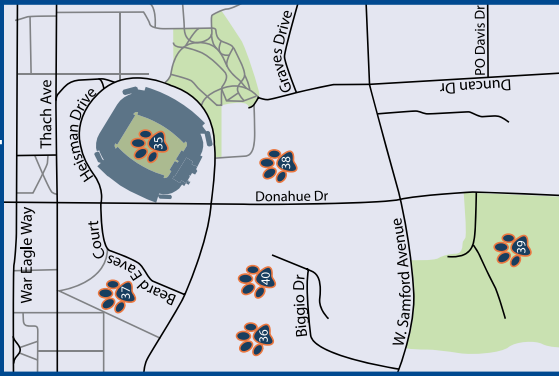 Graves Drive
PO Davis Dr
Duncan Dr
Thach Ave
Heisman Drive
35
38
Donahue Dr
War Eagle Way
Beard Eaves
Court
37
40
36
Biggio Dr
W. Samford Avenue
39